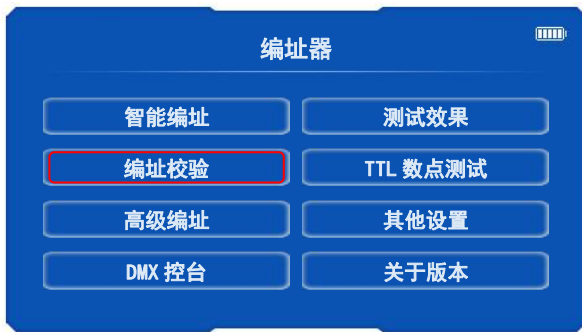 编址器
智能编址
测试效果
编址校验
TTL 数点测试
高级编址
其他设置
DMX 控台
关于版本